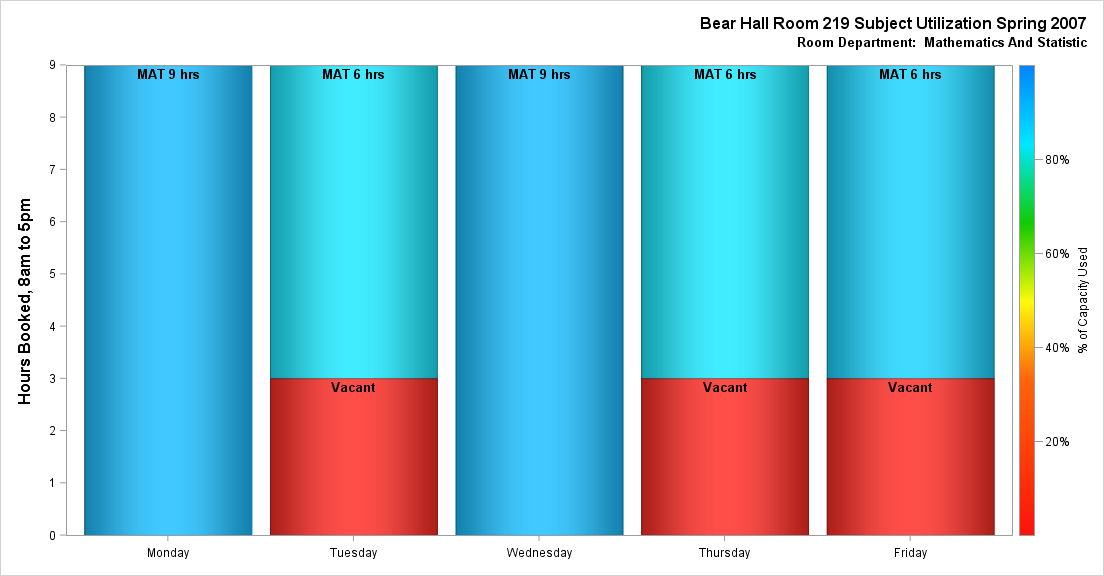 Bear Hall Room 219 Subject Utilization Spring 2007
Room Department:  Mathematics And Statistic
Hours Booked, 8am to 5pm
9
8
7
6
5
4
3
2
1
0
MAT 9 hrs
MAT 6 hrs
MAT 9 hrs
MAT 6 hrs
MAT 6 hrs
Vacant
Vacant
Vacant
Monday
Tuesday
Wednesday
Thursday
Friday
80%
60%
40%
20%
% of Capacity Used